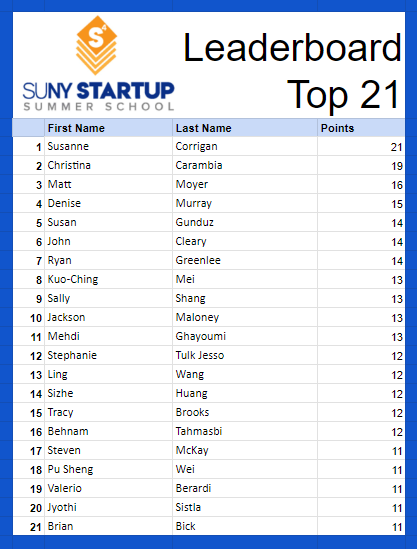 S
SUNY STARTUP
SUMMER SCHOOL
Leaderboard
Top 21
First Name Last Name Points
1 Susanne Corrigan 21
2 Christina Carambia 19
3 Matt Moyer 16
4 Denise Murray 15
5 Susan Gunduz 14
6 John Cleary 14
7 Ryan Greenlee 14
8 Kuo-Ching Mei 13
9 Sally Shang 13
10 Jackson Maloney 13
11 Mehdi Ghayoumi 13
12 Stephanie Tulk Jesso 12
13 Ling Wang 12
14 Sizhe Huang 12
15 Tracy Brooks 12
16 Behnam Tahmasbi 12
17 Steven McKay 11
18 Pu Sheng Wei 11
19 Valerio Berardi 11
20 Jyothi Sistla 11
21 Brian Bick 11